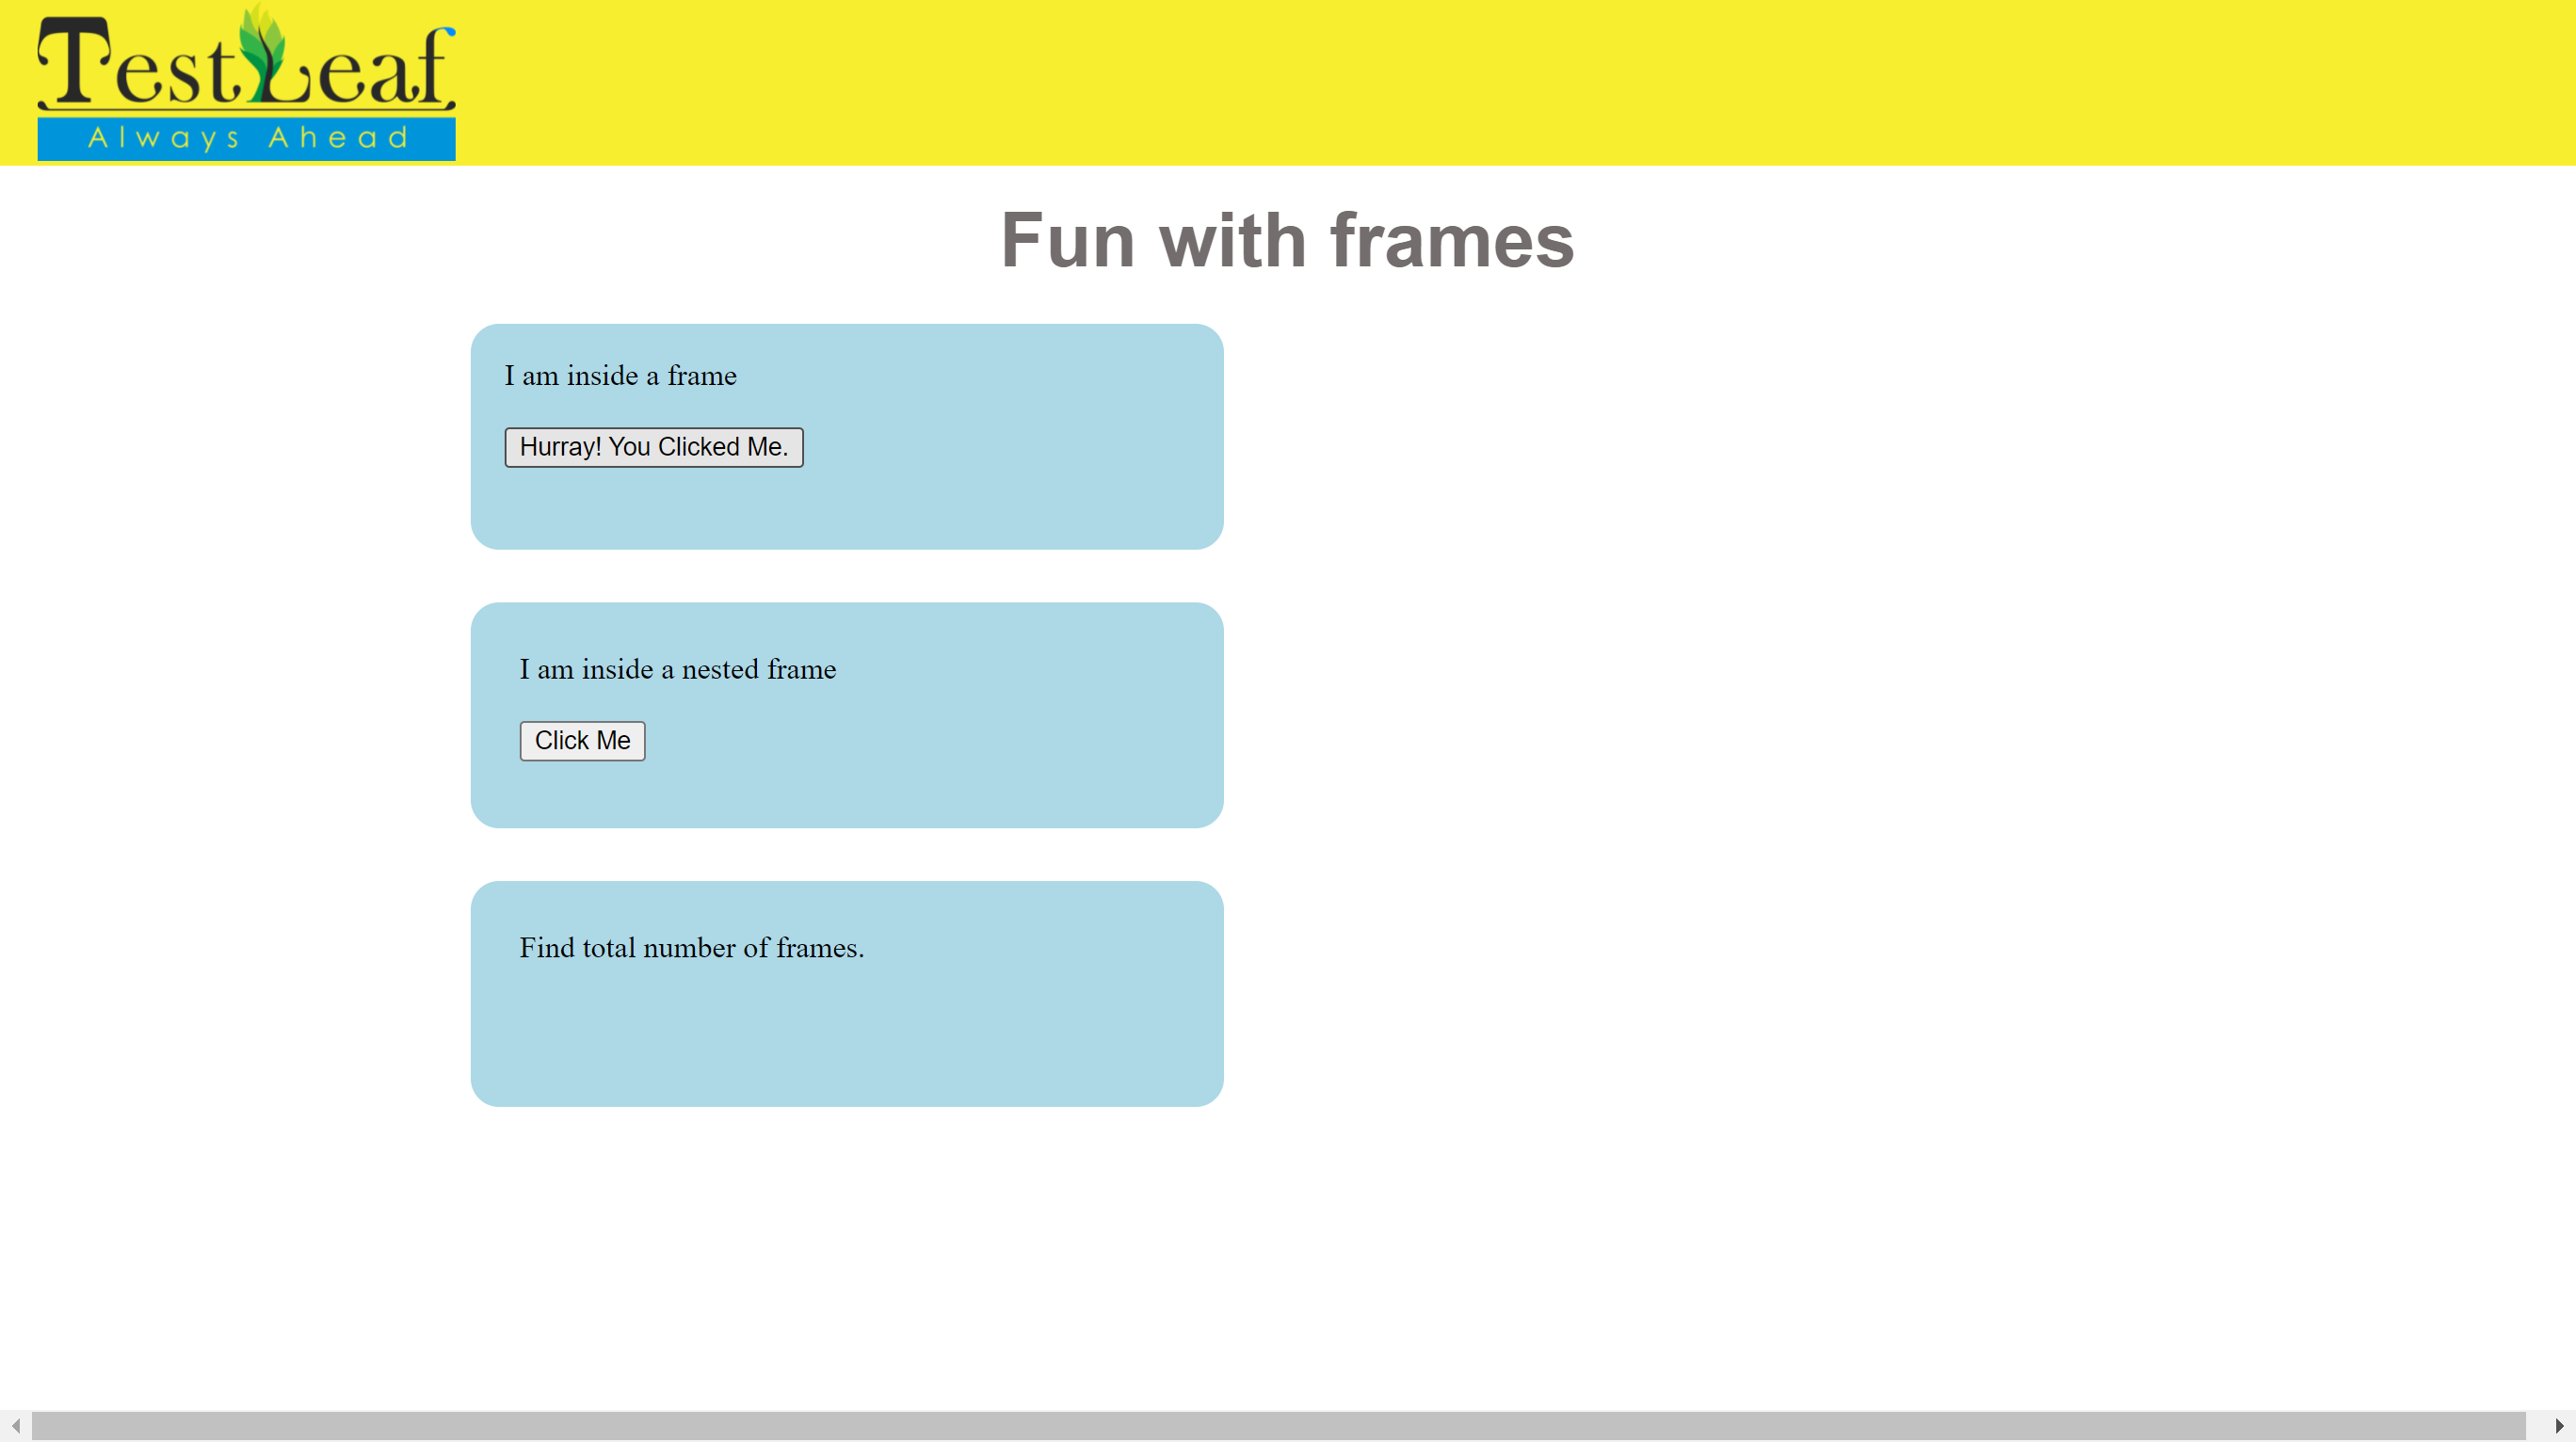 TestLeaf
Always Ahead
Fun with frames
I am inside a frame
Hurray! You Clicked Me.
I am inside a nested frame
Click Me
Find total number of frames.